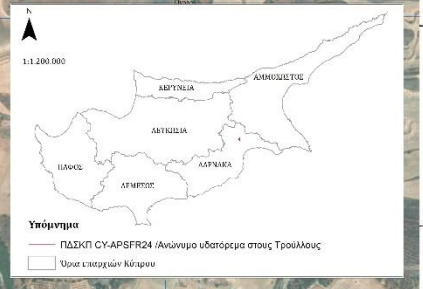 N
1:1.200.000
ΚΕΡΥΝΕΙΑ
ΑΜΜΟΧΩΣΤΟΣ
ΛΕΥΚΩΣΙΑ
ΠΑΦΟΣ
ΛΑΡΝΑΚΑ
ΛΕΜΕΣΟΣ
Υπόμνημα
ΠΔΣΚΠ CY-APSFR24 /Ανώνυμο υδατόρεμα στους Τρούλλους
Όρια επαρχιών Κύπρου